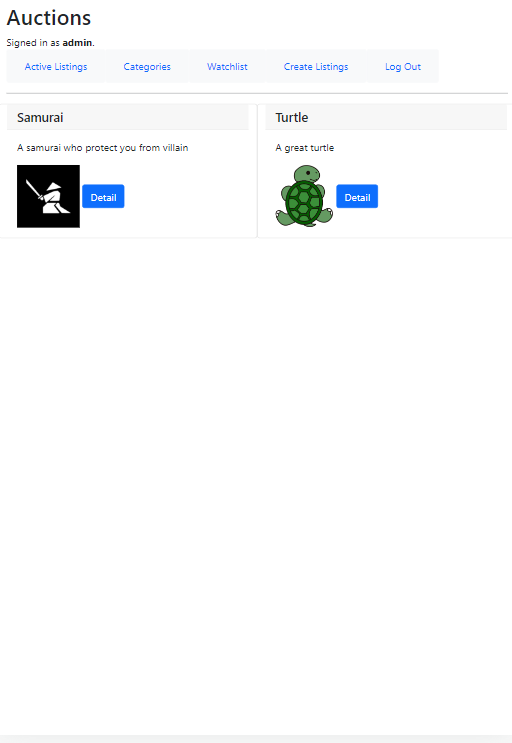 Auctions
Signed in as admin.
Active Listings Categories Watchlist Create Listings Log Out
Samurai
A samurai who protect you from villain
Detail
Turtle
A great turtle
Detail